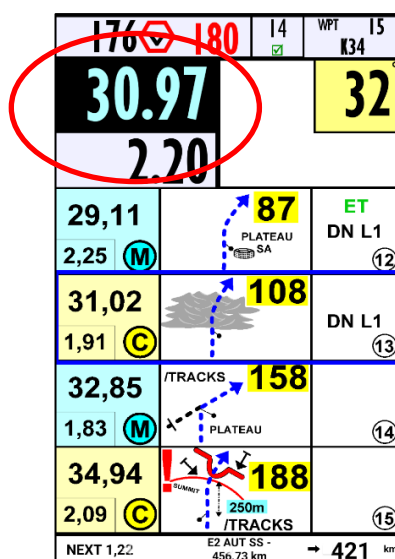 176 180 14 WPT 15
K34
30.97 32°
2.20
29,11 87 ET
PLATEAU DN L1
SA
2,25 M 12
31,02 108
DN L1
1,91 C 13
32,85 /TRACKS 158
1,83 M PLATEAU 14
34,94 ! 188
SUMMIT
250m
2,09 C /TRACKS 15
NEXT 1,22 E2 AUT SS - → 421 km
456,73 km